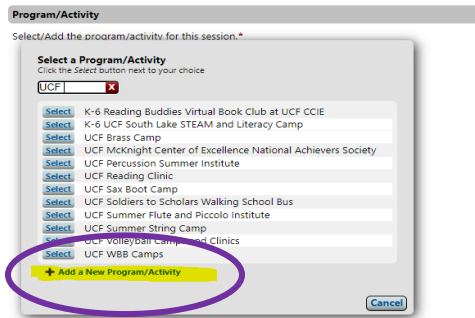 Program/Activity
Select/Add the program/activity for this session.*
Select a Program/Activity
Click the Select button next to your choice
UCF X
Select K-6 Reading Buddies Virtual Book Club at UCF CCIE
Select K-6 UCF South Lake STEAM and Literacy Camp
Select UCF Brass Camp
Select UCF McKnight Center of Excellence National Achievers Society
Select UCF Percussion Summer Institute
Select UCF Reading Clinic
Select UCF Sax Boot Camp
Select UCF Soldiers to Scholars Walking School Bus
Select UCF Summer Flute and Piccolo Institute
Select UCF Summer String Camp
Select UCF Volleyball Camps and Clinics
Select UCF WBB Camps
+ Add a New Program/Activity
Cancel